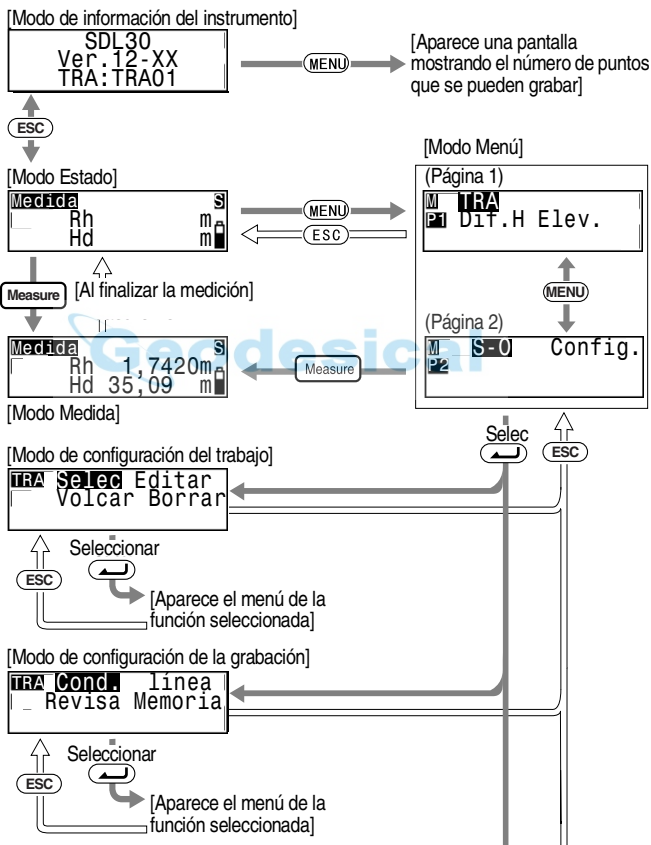 [Modo de información del instrumento]
SDL30
Ver.12-XX
TRA:TRA01
MENU
[Aparece una pantalla
mostrando el número de puntos
que se pueden grabar]
ESC
[Modo Estado]
Medida S
Rh m
Hd m
MENU
ESC
[Modo Menú]
(Página 1)
M TRA
P1 Dif.H Elev.
MENU
(Página 2)
M S-O Config.
P2
Measure
[Al finalizar la medición]
Medida S
Rh 1,7420m
Hd 35,09 m
Measure
[Modo Medida]
Geodesical
Selec
ESC
[Modo de configuración del trabajo]
TRA Selec Editar
Volcar Borrar
Seleccionar
ESC
[Aparece el menú de la
función seleccionada]
[Modo de configuración de la grabación]
TRA Cond. línea
Revisa Memoria
Seleccionar
ESC
[Aparece el menú de la
función seleccionada]